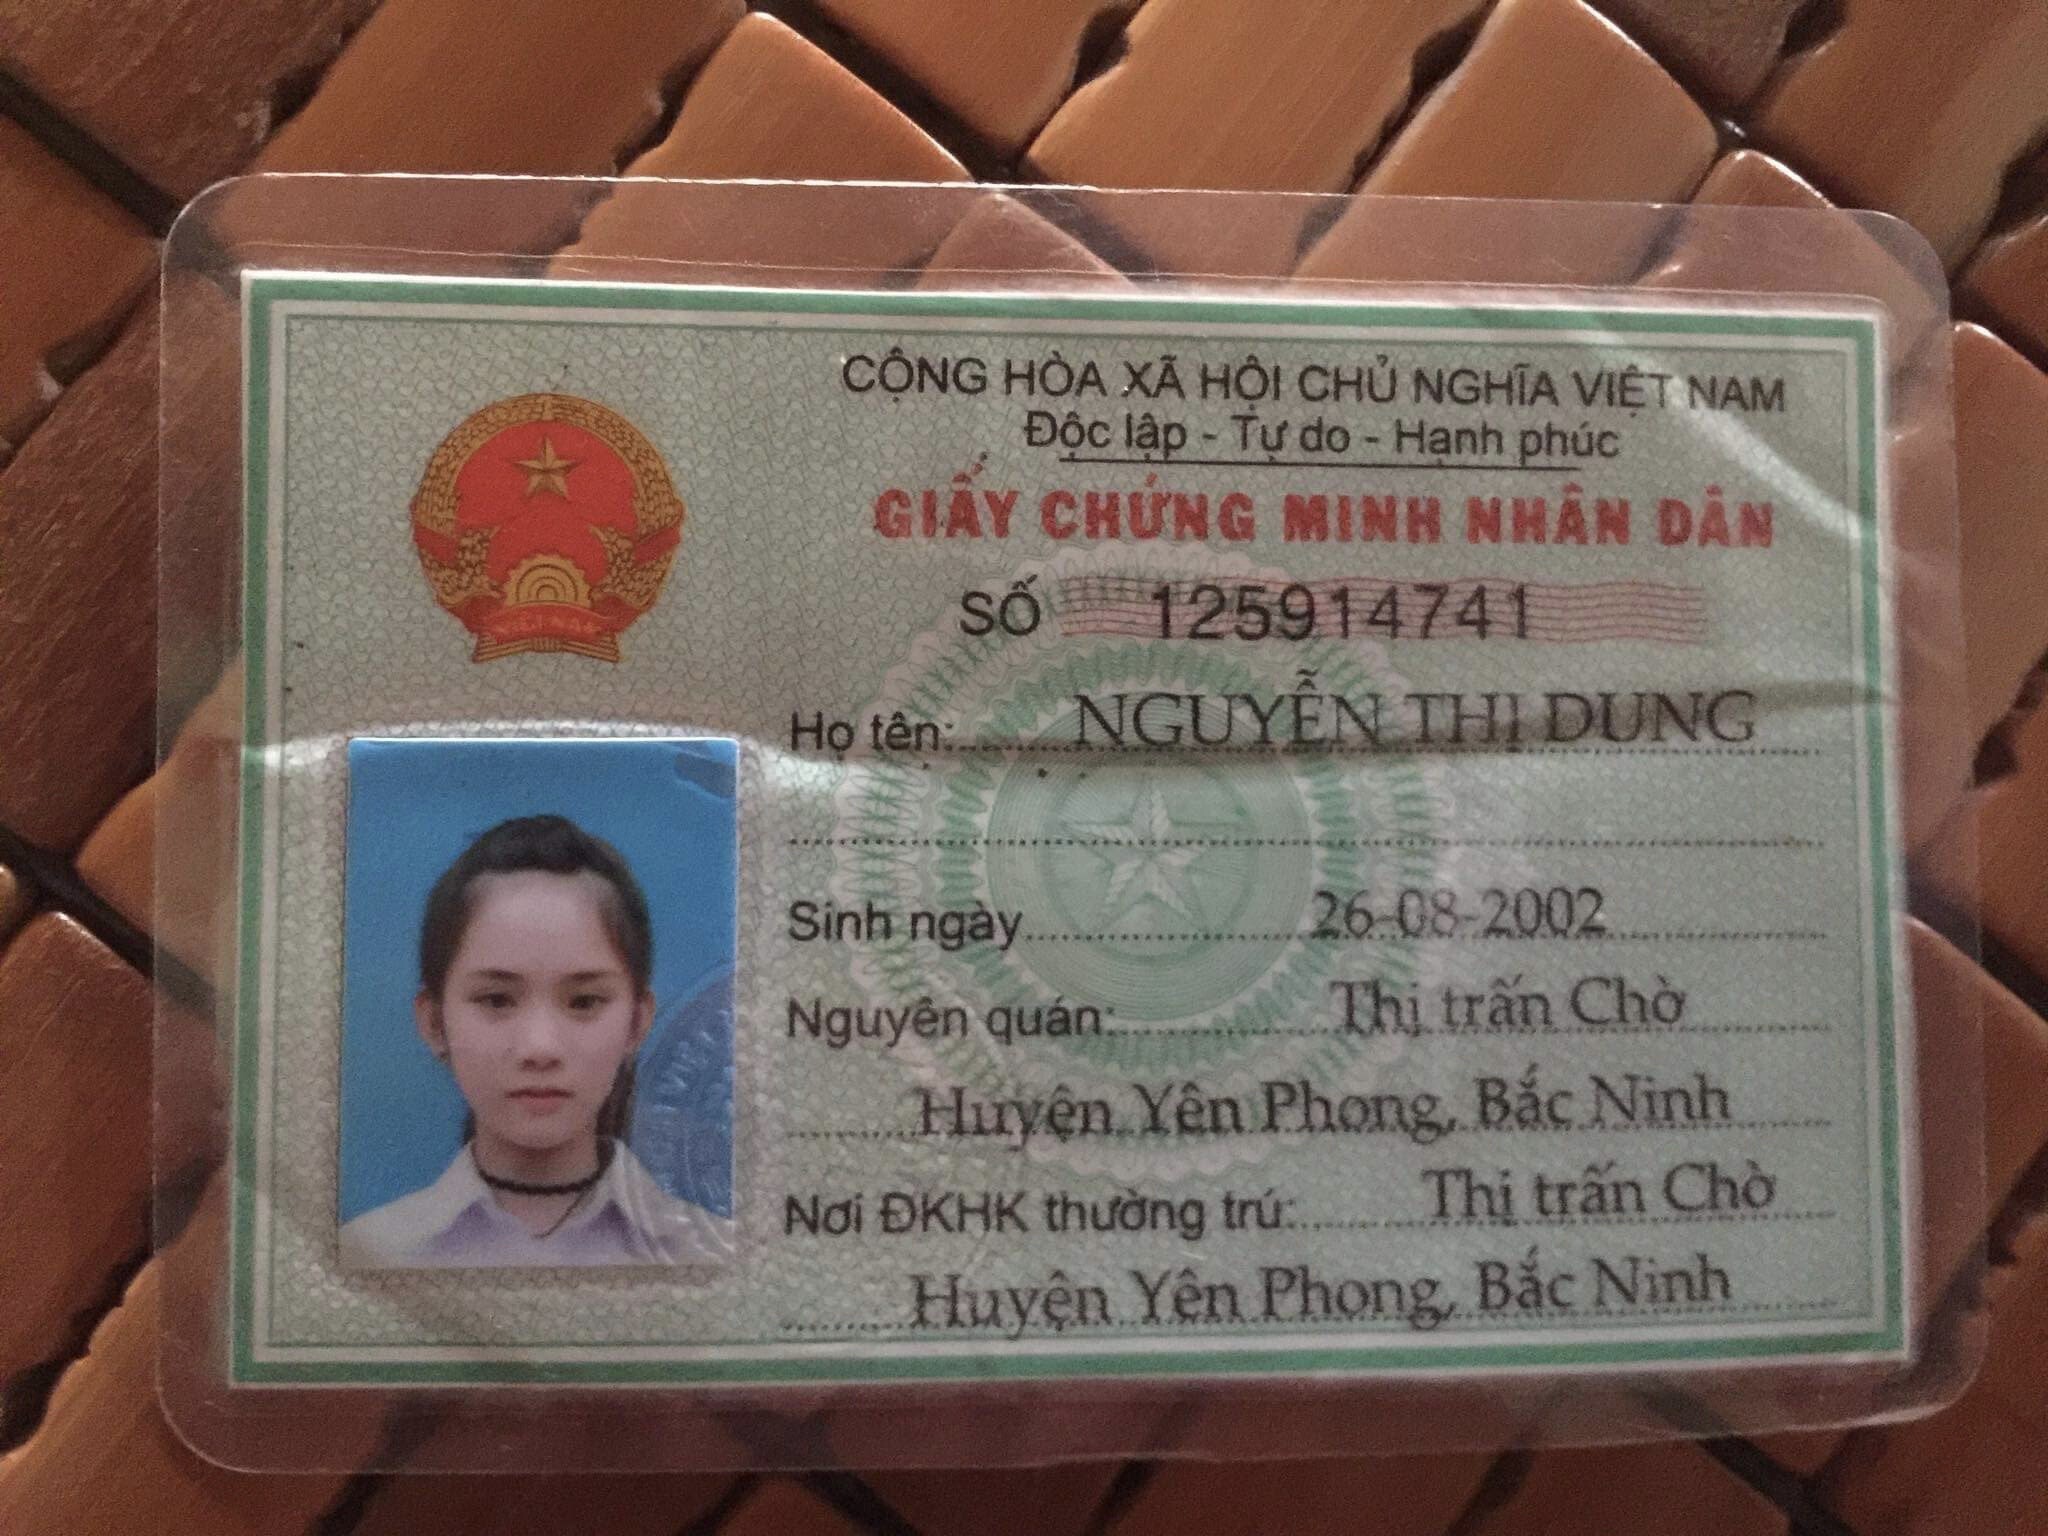 CỘNG HÒA XÃ HỘI CHỦ NGHĨA VIỆT NAM
Độc lập - Tự do - Hạnh phúc
GIẤY CHỨNG MINH NHÂN DÂN
SỐ 125914741
Họ tên: NGUYỄN THỊ DUNG
Sinh ngày 26-08-2002
Nguyên quán: Thị trấn Chờ
Huyện Yên Phong, Bắc Ninh
Nơi ĐKHK thường trú: Thị trấn Chờ
Huyện Yên Phong, Bắc Ninh